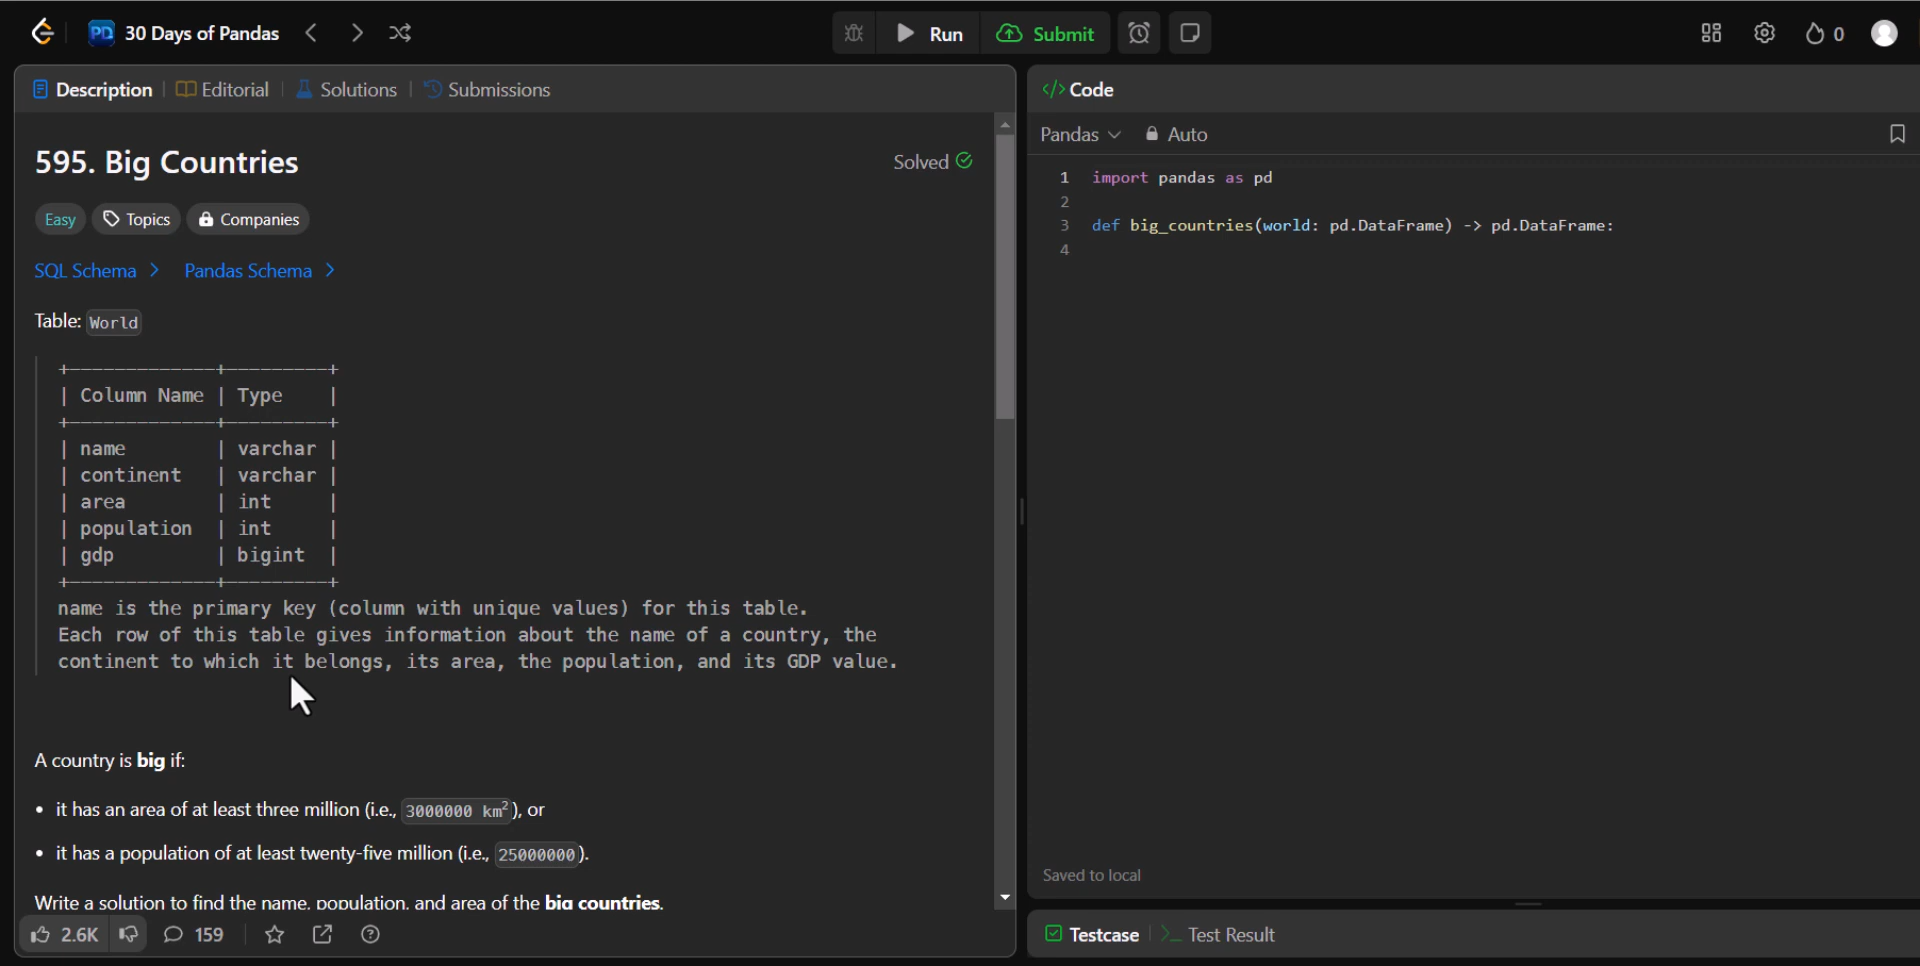 PD 30 Days of Pandas
Run
Submit
0
Description
Editorial
Solutions
Submissions
595. Big Countries
Solved
Easy
Topics
Companies
SQL Schema >
Pandas Schema >
Table: World
+-------------+---------+
| Column Name | Type    |
+-------------+---------+
| name        | varchar |
| continent   | varchar |
| area        | int     |
| population  | int     |
| gdp         | bigint  |
+-------------+---------+
name is the primary key (column with unique values) for this table.
Each row of this table gives information about the name of a country, the
continent to which it belongs, its area, the population, and its GDP value.
A country is big if:
• it has an area of at least three million (i.e., 3000000 km²), or
• it has a population of at least twenty-five million (i.e., 25000000).
Write a solution to find the name, population, and area of the big countries.
2.6K
159
</> Code
Pandas
Auto
1 import pandas as pd
2
3 def big_countries(world: pd.DataFrame) -> pd.DataFrame:
4
Saved to local
Testcase
>_ Test Result